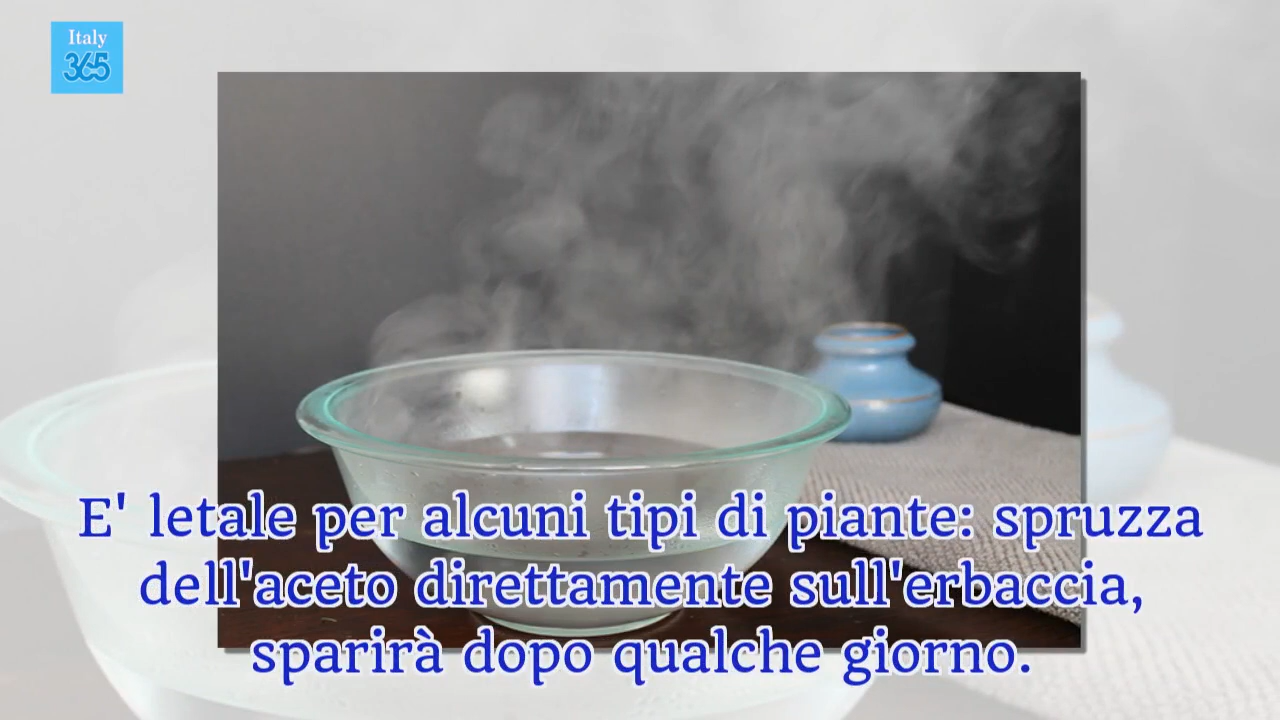 Italy
365
E' letale per alcuni tipi di piante: spruzza
dell'aceto direttamente sull'erbaccia,
sparirà dopo qualche giorno.